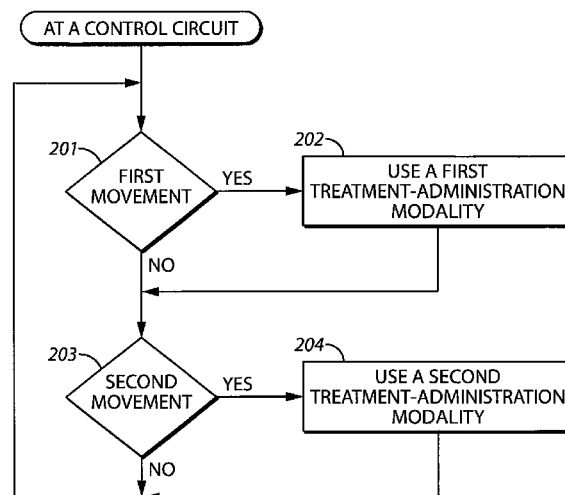 AT A CONTROL CIRCUIT
201
FIRST
MOVEMENT
YES
202
USE A FIRST
TREATMENT-ADMINISTRATION
MODALITY
NO
203
SECOND
MOVEMENT
YES
204
USE A SECOND
TREATMENT-ADMINISTRATION
MODALITY
NO